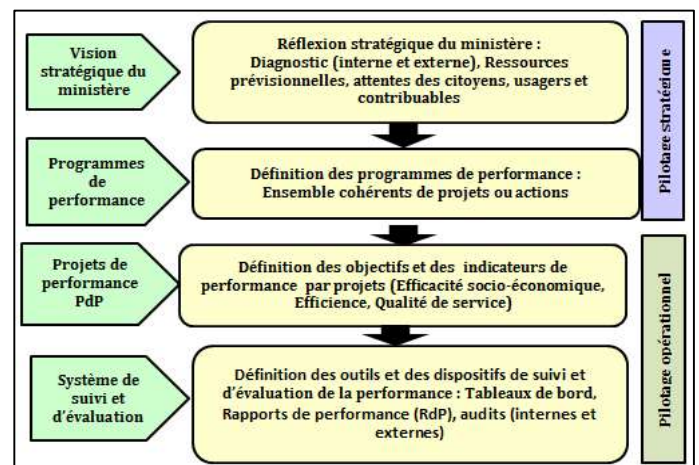 Vision
stratégique du
ministère
Réflexion stratégique du ministère :
Diagnostic (interne et externe), Ressources
prévisionnelles, attentes des citoyens, usagers et
contribuables
Pilotage stratégique
Programmes
de
performance
Définition des programmes de performance :
Ensemble cohérents de projets ou actions
Projets de
performance
PdP
Définition des objectifs et des indicateurs de
performance par projets (Efficacité socio-économique,
Efficience, Qualité de service)
Pilotage opérationnel
Système de
suivi et
d'évaluation
Définition des outils et des dispositifs de suivi et
d'évaluation de la performance : Tableaux de bord,
Rapports de performance (RdP), audits (internes et
externes)